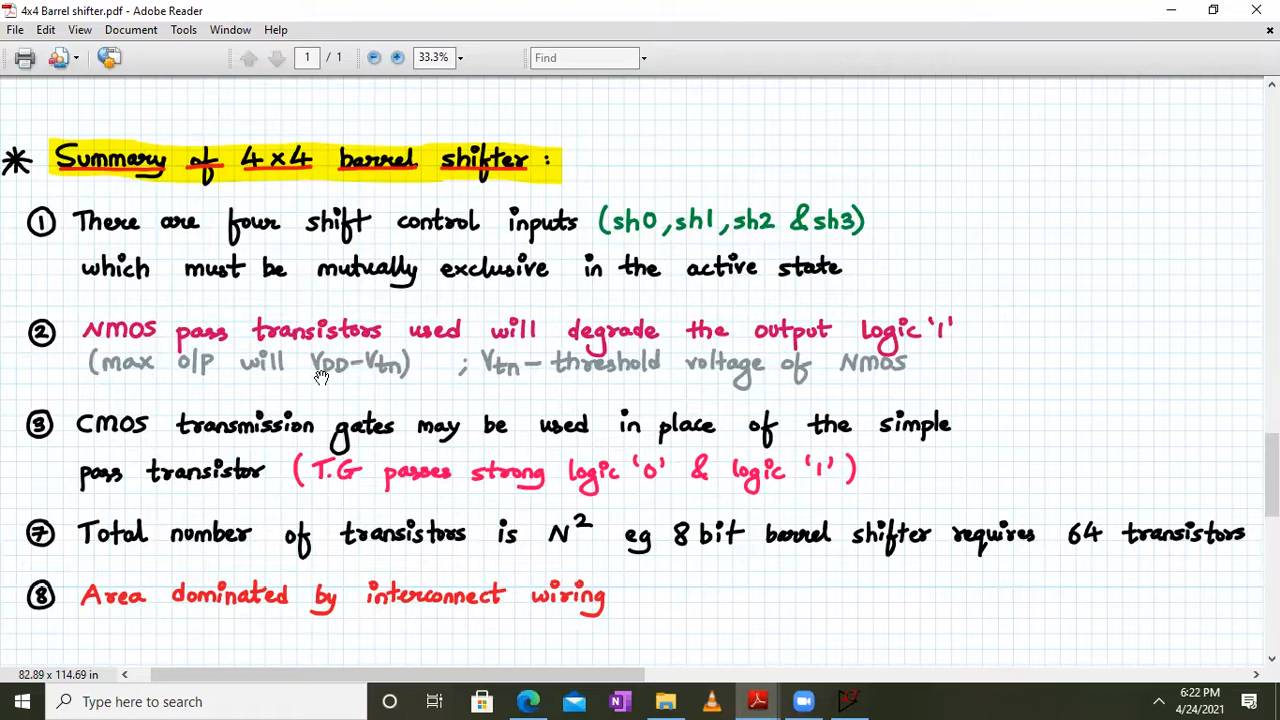 4x4 Barrel shifter.pdf - Adobe Reader
File Edit View Document Tools Window Help
1 / 1 33.3% Find
* Summary of 4x4 barrel shifter :
① There are four shift control inputs (sh0, sh1, sh2 & sh3)
which must be mutually exclusive in the active state
② NMOS pass transistors used will degrade the output logic '1'
(max o/p will VDD-Vtn) ; Vtn - threshold voltage of NMOS
③ CMOS transmission gates may be used in place of the simple
pass transistor (T.G passes strong logic '0' & logic '1')
⑦ Total number of transistors is N² eg 8 bit barrel shifter requires 64 transistors
⑧ Area dominated by interconnect wiring
82.89 x 114.69 in
Type here to search
6:22 PM
4/24/2021